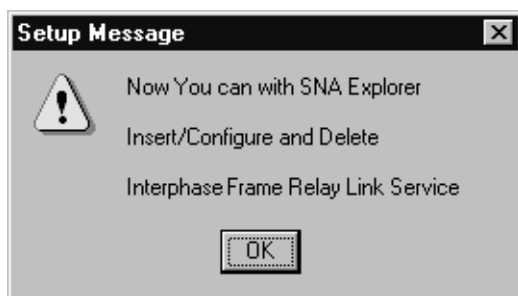 Setup Message
Now You can with SNA Explorer
Insert/Configure and Delete
Interphase Frame Relay Link Service
OK